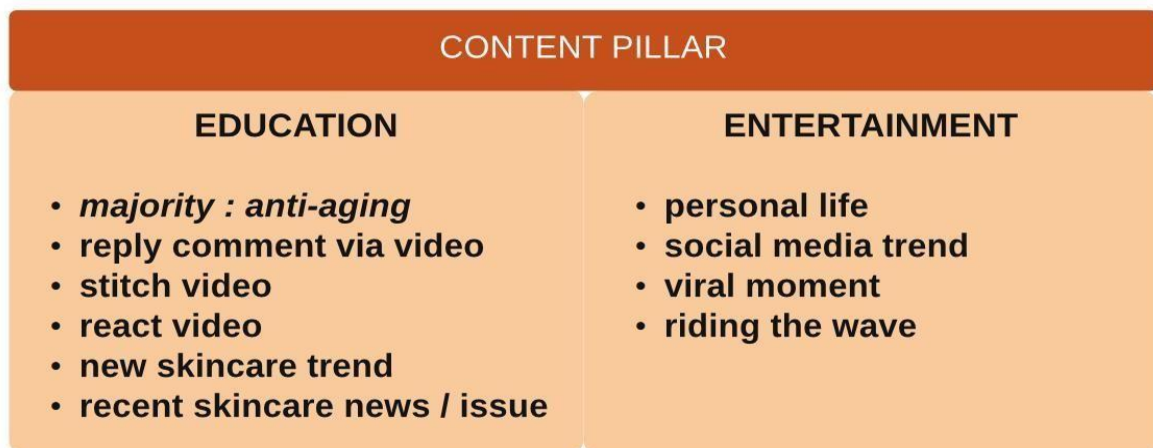 CONTENT PILLAR
EDUCATION
• majority : anti-aging
• reply comment via video
• stitch video
• react video
• new skincare trend
• recent skincare news / issue
ENTERTAINMENT
• personal life
• social media trend
• viral moment
• riding the wave